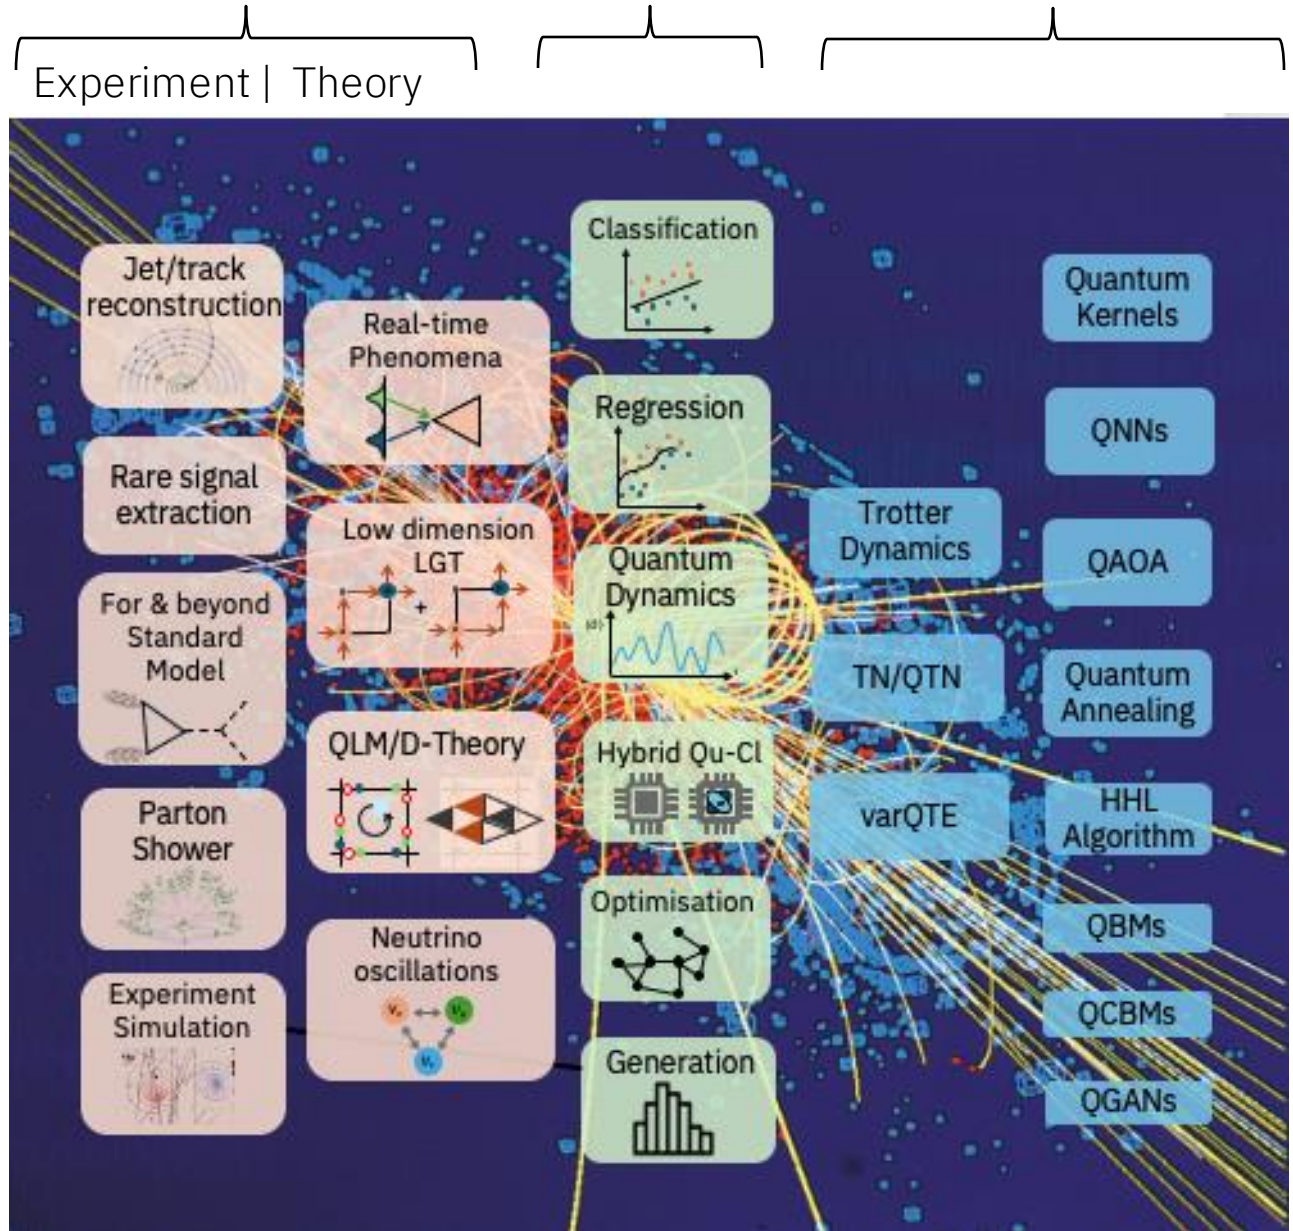 Experiment | Theory
Jet/track
reconstruction
Rare signal
extraction
For & beyond
Standard
Model
Parton
Shower
Experiment
Simulation
Real-time
Phenomena
Low dimension
LGT
+
QLM/D-Theory
Neutrino
oscillations
Classification
Regression
Quantum
Dynamics
Hybrid Qu-Cl
Optimisation
Generation
Trotter
Dynamics
TN/QTN
varQTE
Quantum
Kernels
QNNs
QAOA
Quantum
Annealing
HHL
Algorithm
QBMs
QCBMs
QGANs